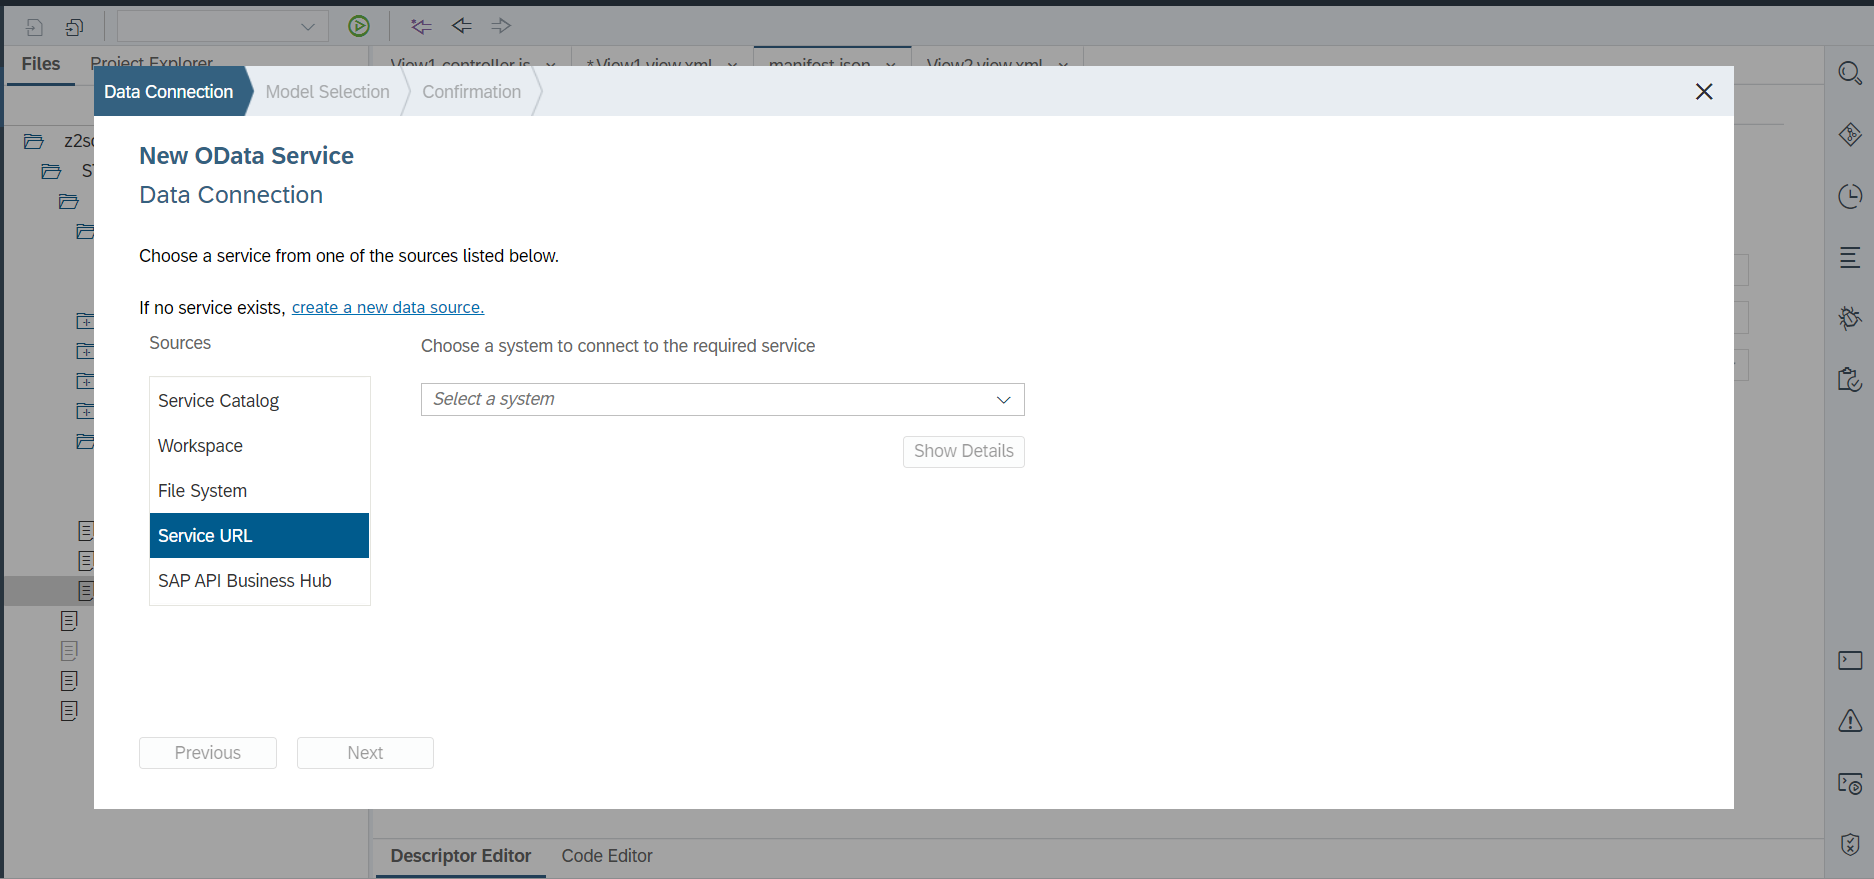 Files
Project Explorer
View1.controller.js
*View1.view.xml
manifest.json
View2.view.xml
Data Connection
Model Selection
Confirmation
z2s
S
New OData Service
Data Connection
Choose a service from one of the sources listed below.
If no service exists, create a new data source.
Sources
Choose a system to connect to the required service
Service Catalog
Select a system
Workspace
Show Details
File System
Service URL
SAP API Business Hub
Previous
Next
Descriptor Editor
Code Editor